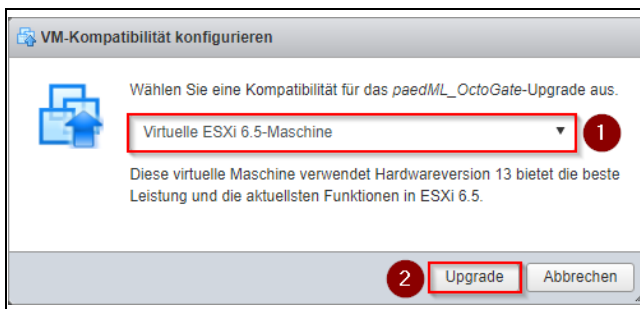 VM-Kompatibilität konfigurieren
Wählen Sie eine Kompatibilität für das paedML_OctoGate-Upgrade aus.
Virtuelle ESXi 6.5-Maschine
1
Diese virtuelle Maschine verwendet Hardwareversion 13 bietet die beste
Leistung und die aktuellsten Funktionen in ESXi 6.5.
2 Upgrade Abbrechen